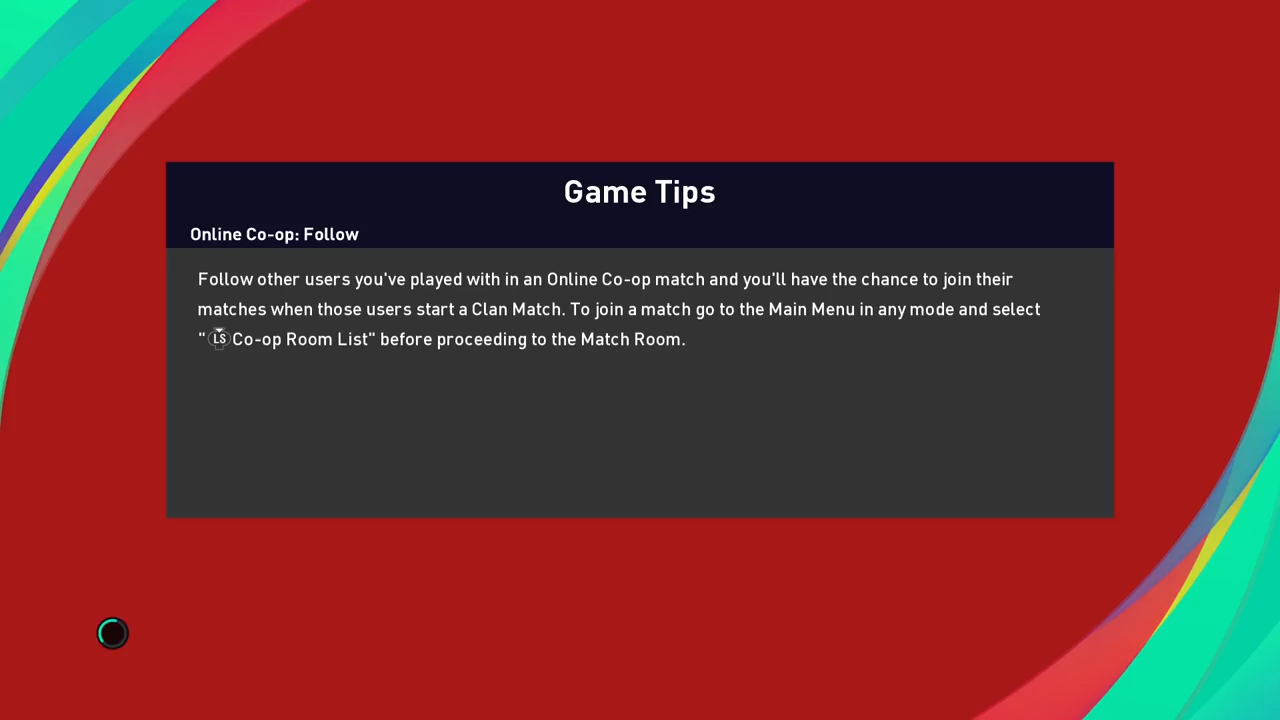 Game Tips
Online Co-op: Follow
Follow other users you've played with in an Online Co-op match and you'll have the chance to join their
matches when those users start a Clan Match. To join a match go to the Main Menu in any mode and select
"LS Co-op Room List" before proceeding to the Match Room.